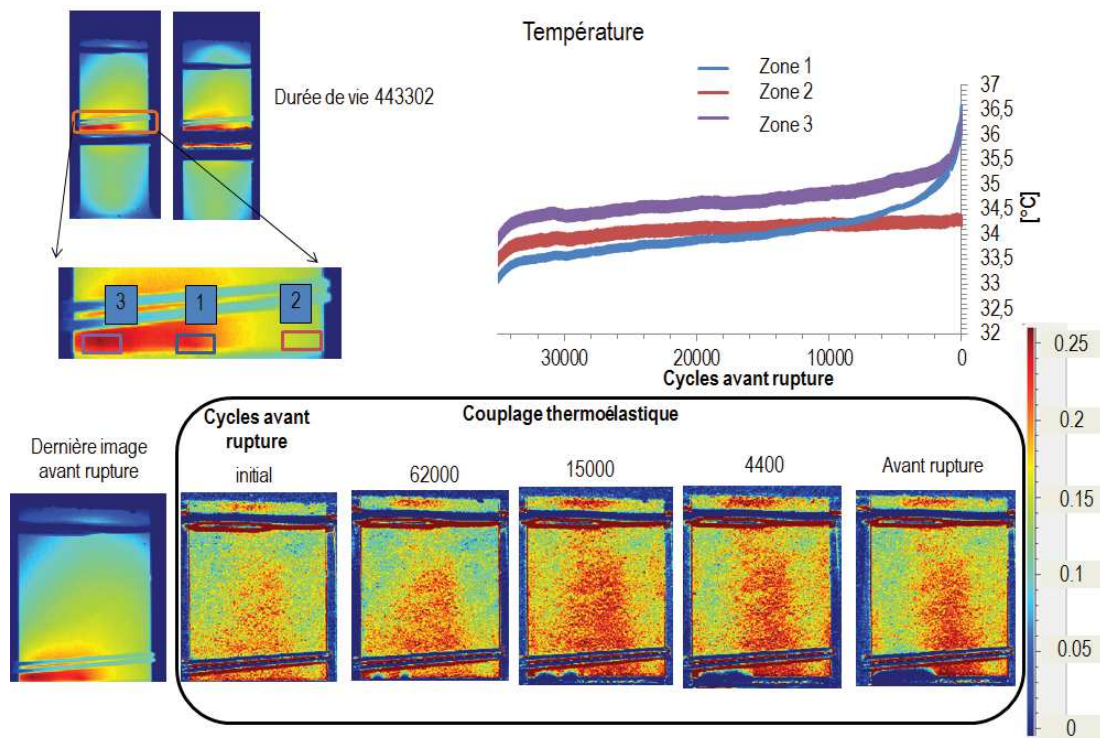 Température
Zone 1
Zone 2
Zone 3
Durée de vie 443302
37
36,5
36
35,5
35
34,5
34
33,5
33
32,5
32
[°C]
30000
20000
10000
0
Cycles avant rupture
3
1
2
Dernière image
avant rupture
Cycles avant
rupture
initial
Couplage thermoélastique
62000
15000
4400
Avant rupture
0.25
0.2
0.15
0.1
0.05
0